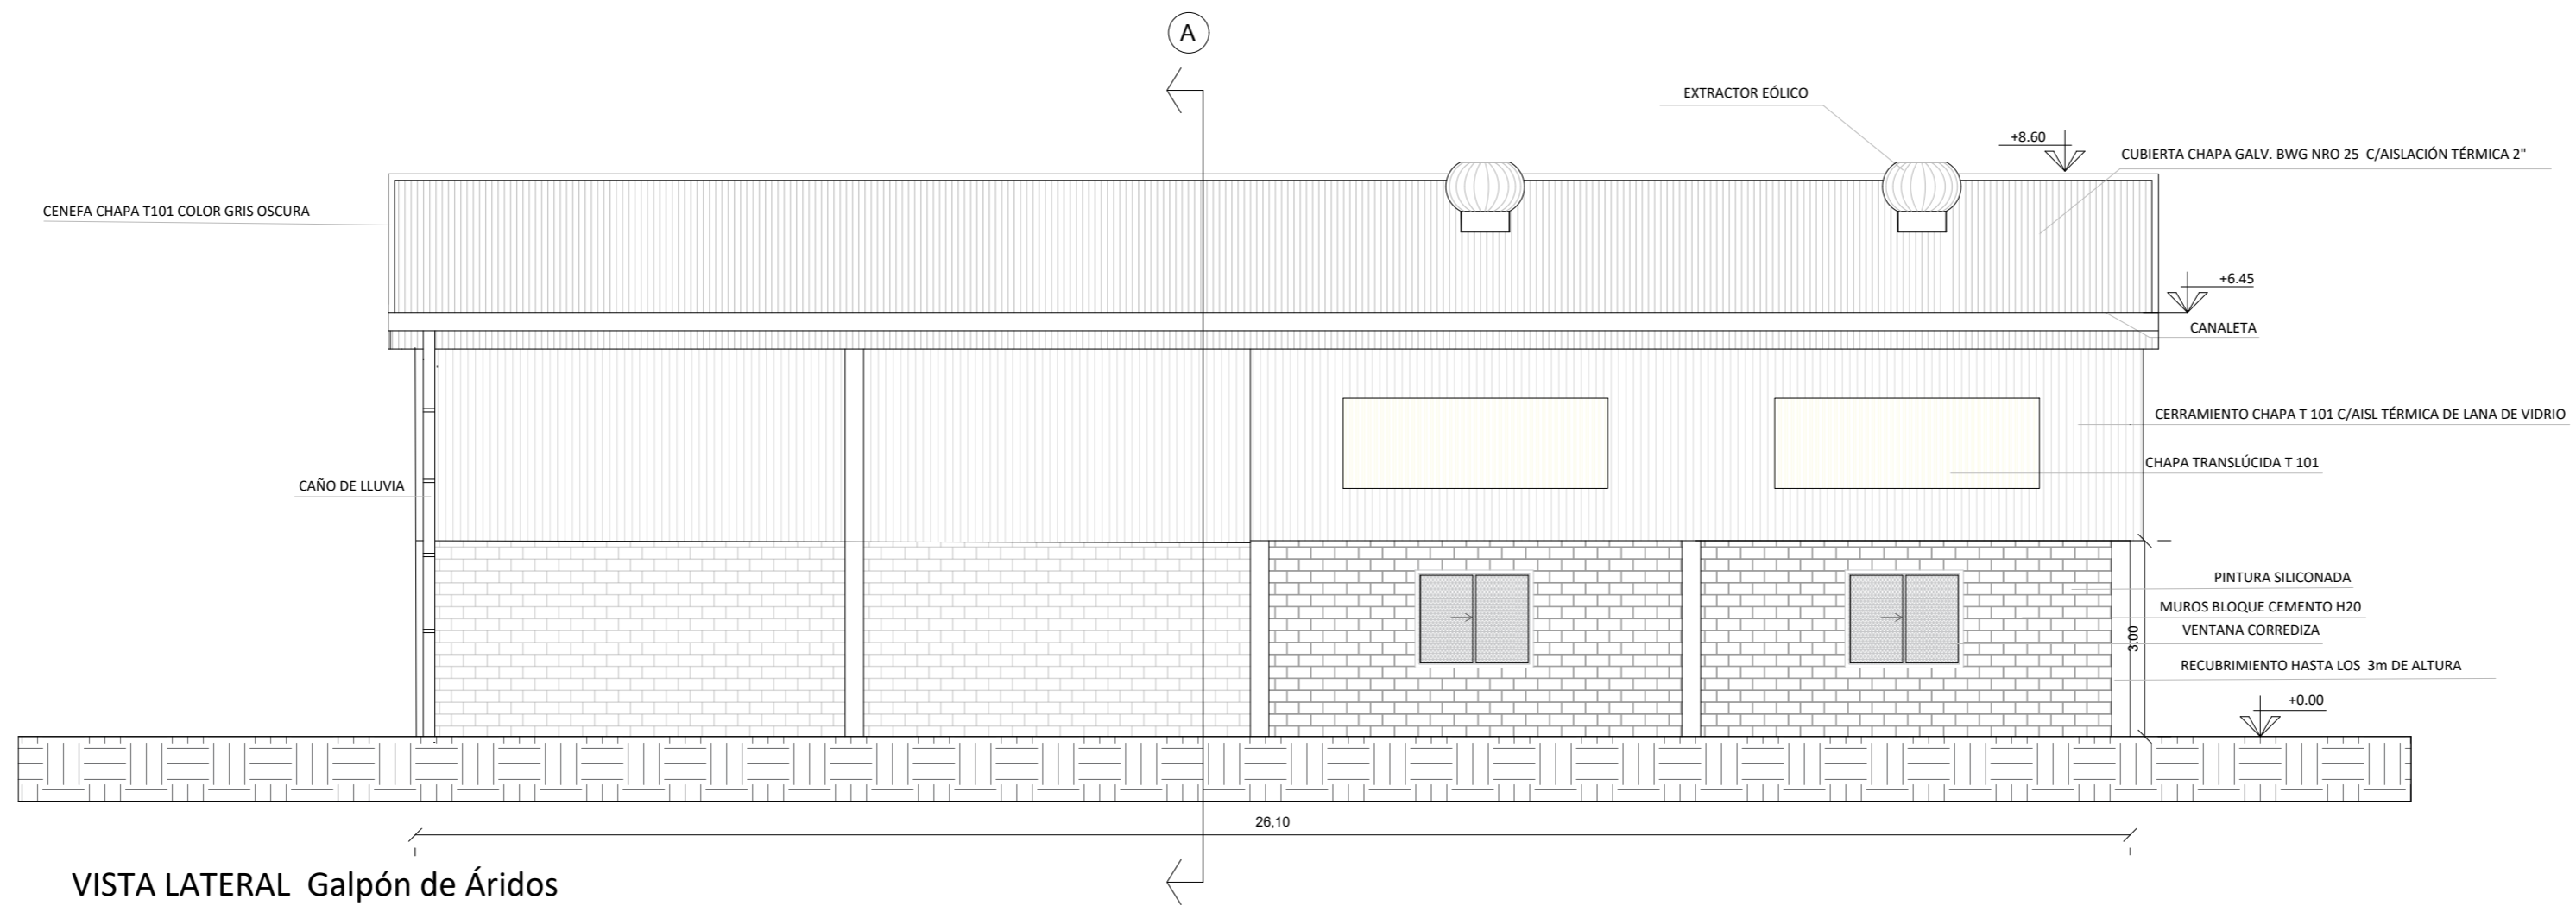 A
EXTRACTOR EÓLICO
+8.60
CUBIERTA CHAPA GALV. BWG NRO 25 C/AISLACIÓN TÉRMICA 2"
CENEFA CHAPA T101 COLOR GRIS OSCURA
+6.45
CANALETA
CERRAMIENTO CHAPA T 101 C/AISL TÉRMICA DE LANA DE VIDRIO
CHAPA TRANSLÚCIDA T 101
CAÑO DE LLUVIA
PINTURA SILICONADA
MUROS BLOQUE CEMENTO H20
VENTANA CORREDIZA
3.00
RECUBRIMIENTO HASTA LOS 3m DE ALTURA
+0.00
26,10
VISTA LATERAL Galpón de Áridos